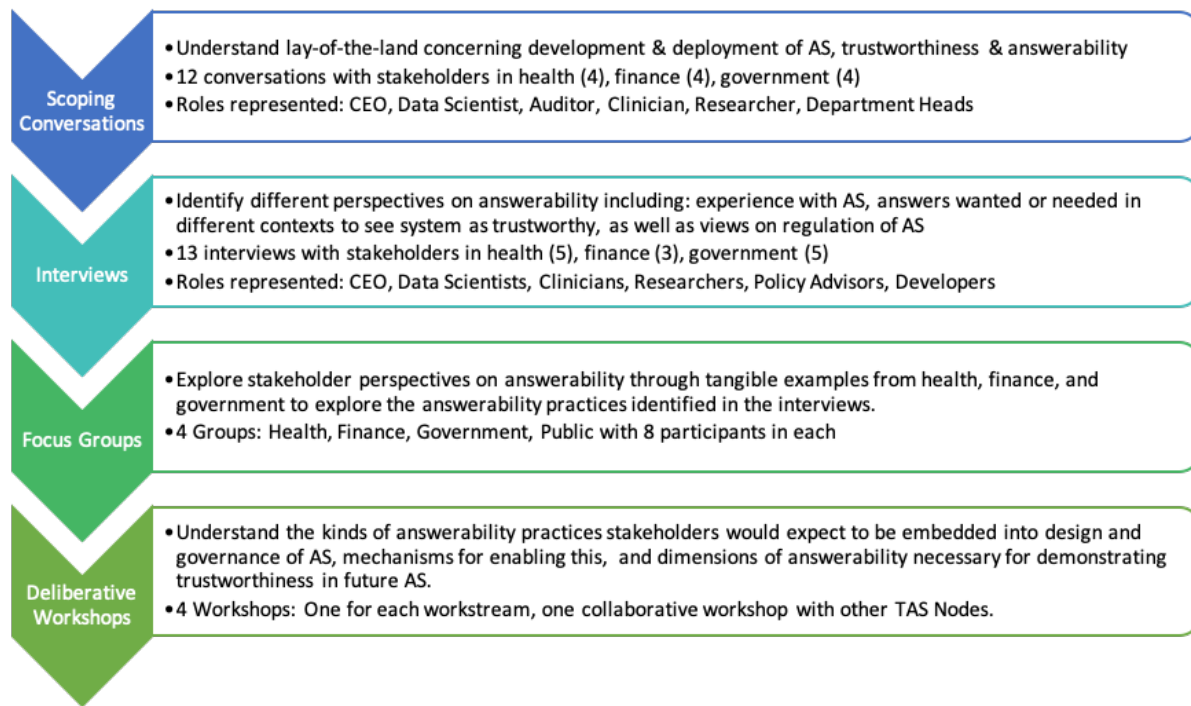 Scoping
Conversations
•Understand lay-of-the-land concerning development & deployment of AS, trustworthiness & answerability
•12 conversations with stakeholders in health (4), finance (4), government (4)
•Roles represented: CEO, Data Scientist, Auditor, Clinician, Researcher, Department Heads
Interviews
•Identify different perspectives on answerability including: experience with AS, answers wanted or needed in
different contexts to see system as trustworthy, as well as views on regulation of AS
•13 interviews with stakeholders in health (5), finance (3), government (5)
•Roles represented: CEO, Data Scientists, Clinicians, Researchers, Policy Advisors, Developers
Focus Groups
•Explore stakeholder perspectives on answerability through tangible examples from health, finance, and
government to explore the answerability practices identified in the interviews.
•4 Groups: Health, Finance, Government, Public with 8 participants in each
Deliberative
Workshops
•Understand the kinds of answerability practices stakeholders would expect to be embedded into design and
governance of AS, mechanisms for enabling this, and dimensions of answerability necessary for demonstrating
trustworthiness in future AS.
•4 Workshops: One for each workstream, one collaborative workshop with other TAS Nodes.